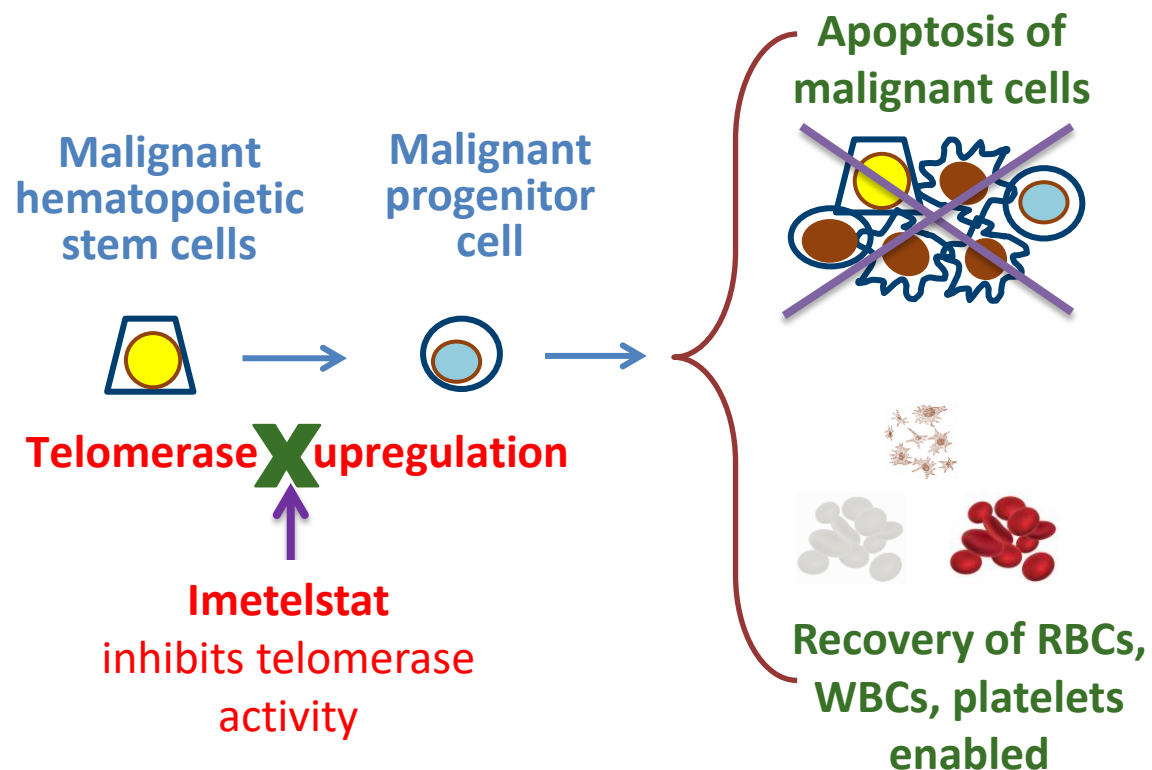 Malignant
hematopoietic
stem cells
Malignant
progenitor
cell
Telomerase X upregulation
Imetelstat
inhibits telomerase
activity
Apoptosis of
malignant cells
Recovery of RBCs,
WBCs, platelets
enabled